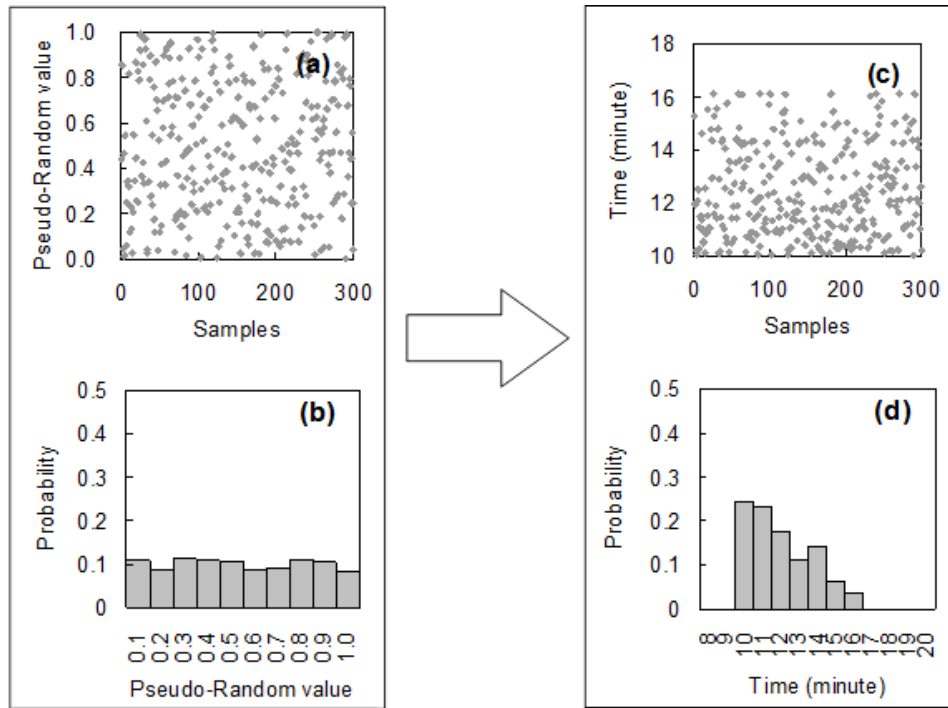 (a)
Pseudo-Random value
1.0
0.8
0.6
0.4
0.2
0.0
0 100 200 300
Samples
(b)
Probability
0.5
0.4
0.3
0.2
0.1
0
0.1 0.2 0.3 0.4 0.5 0.6 0.7 0.8 0.9 1.0
Pseudo-Random value
(c)
Time (minute)
18
16
14
12
10
0 100 200 300
Samples
(d)
Probability
0.5
0.4
0.3
0.2
0.1
0
8 9 10 11 12 13 14 15 16 17 18 19 20
Time (minute)